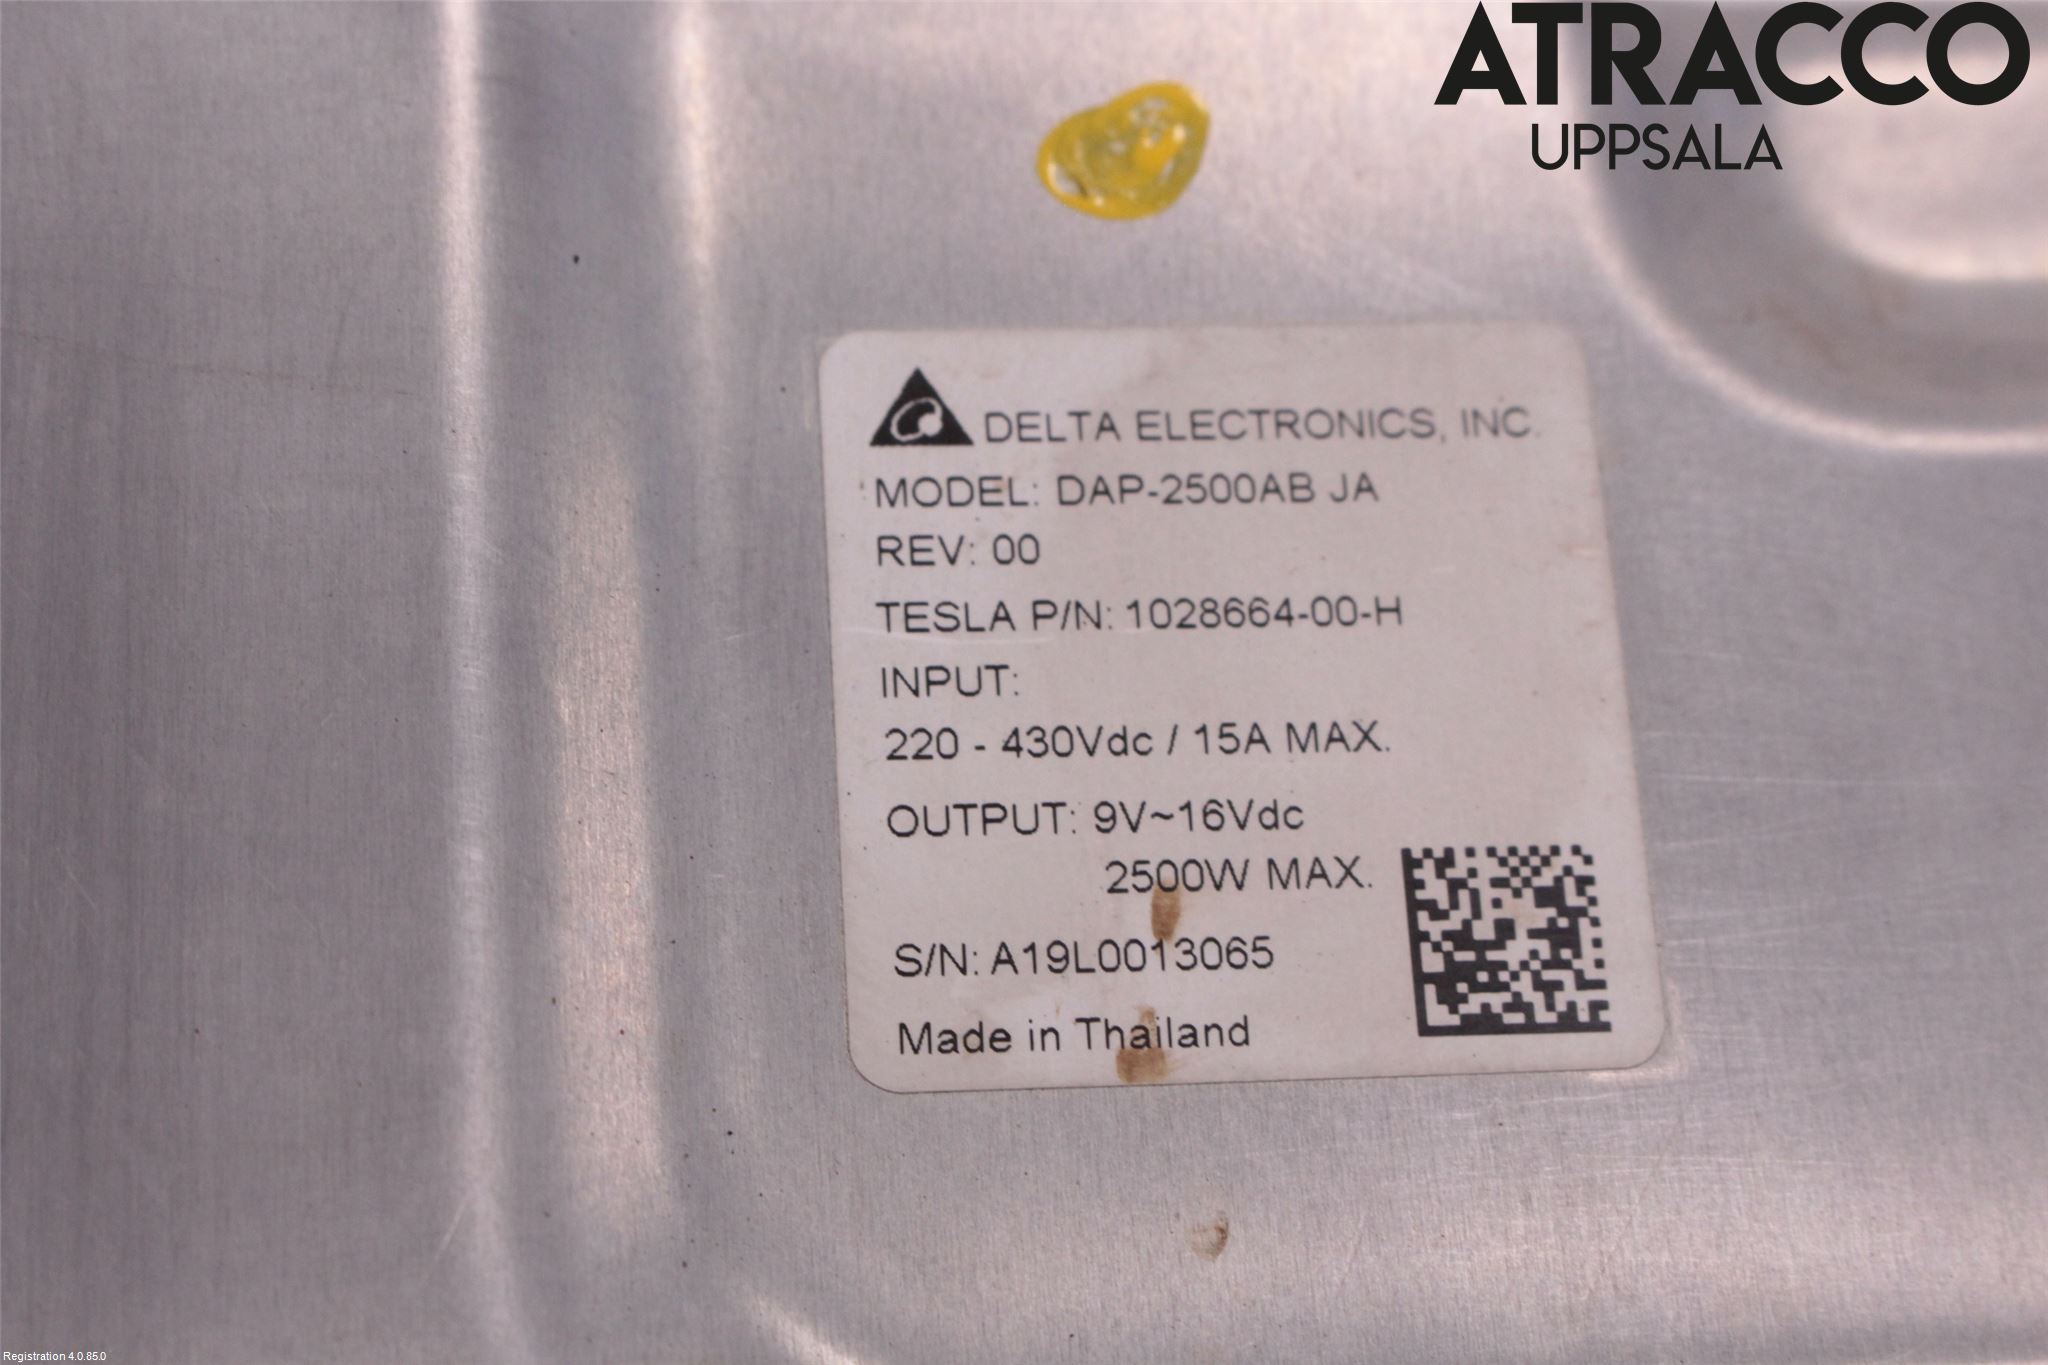 ATRACCO
UPPSALA
DELTA ELECTRONICS, INC.
MODEL: DAP-2500AB JA
REV: 00
TESLA P/N: 1028664-00-H
INPUT:
220 - 430Vdc / 15A MAX.
OUTPUT: 9V~16Vdc
2500W MAX.
S/N: A19L0013065
Made in Thailand
Registration 4.0.85.0